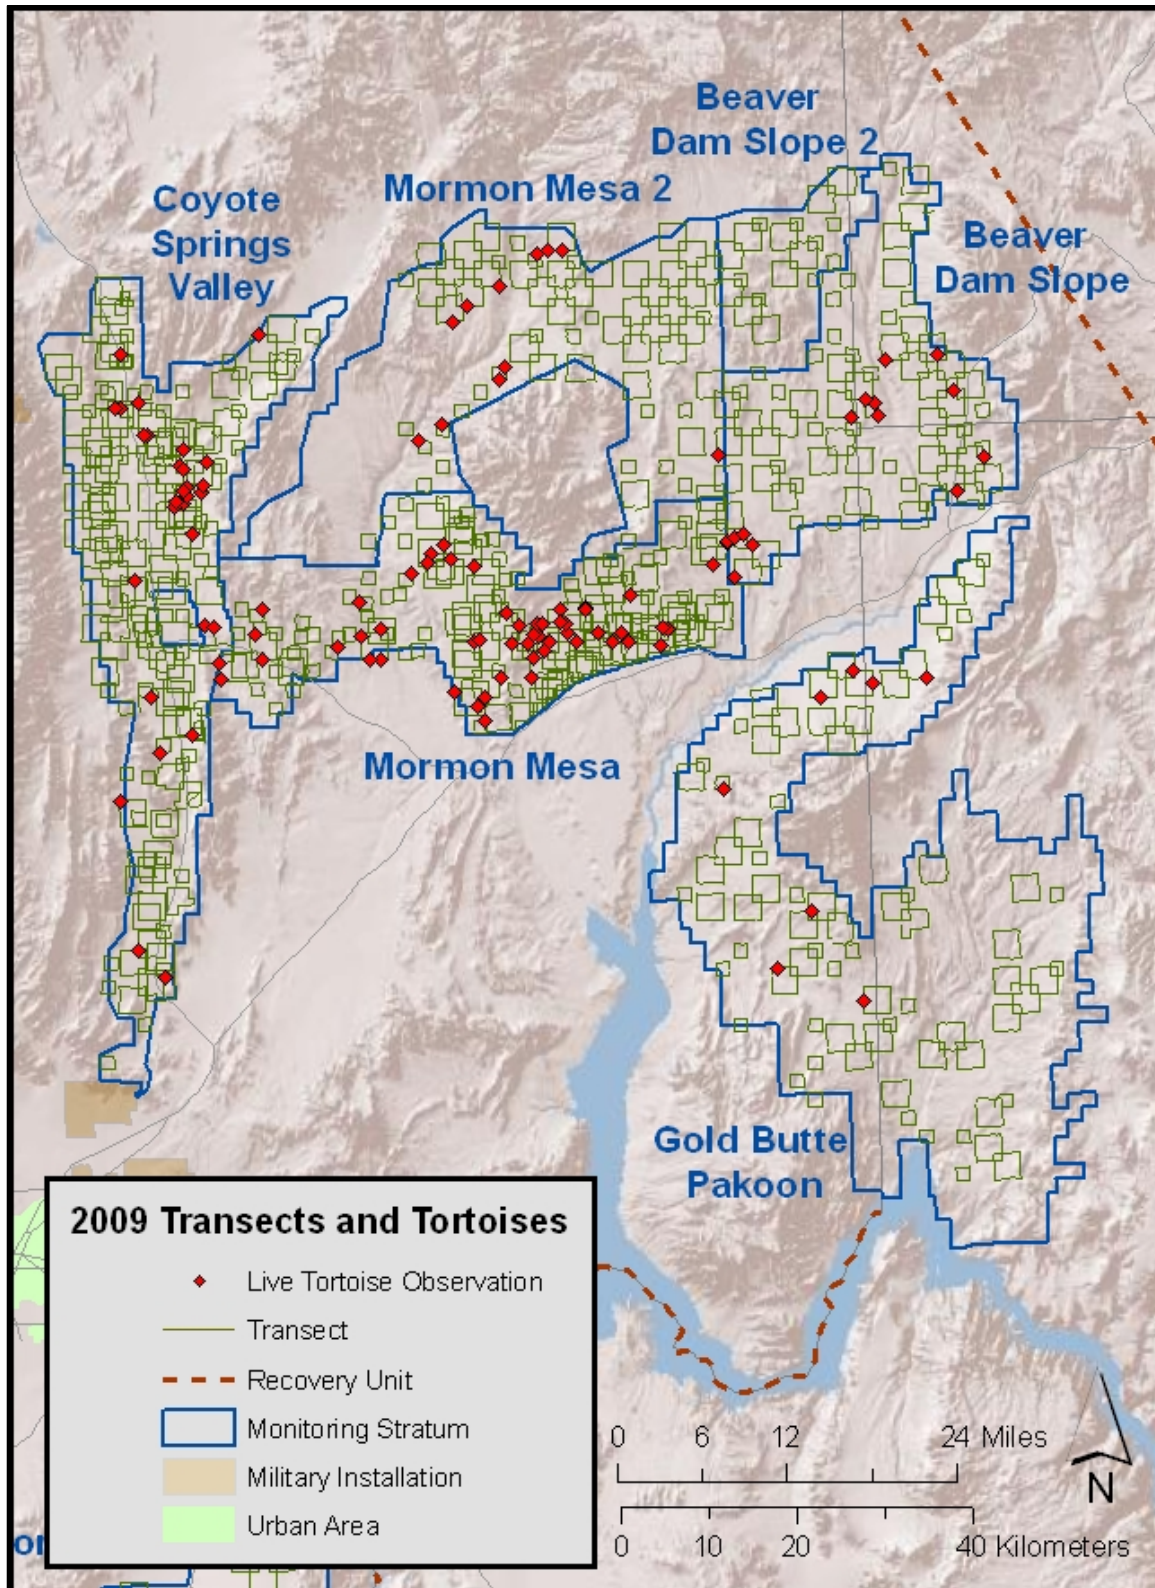 Beaver
Dam Slope 2
Mormon Mesa 2
Coyote
Springs
Valley
Beaver
Dam Slope
Mormon Mesa
Gold Butte
Pakoon
2009 Transects and Tortoises
Live Tortoise Observation
Transect
Recovery Unit
Monitoring Stratum
Military Installation
Urban Area
0 6 12 24 Miles
0 10 20 40 Kilometers
N